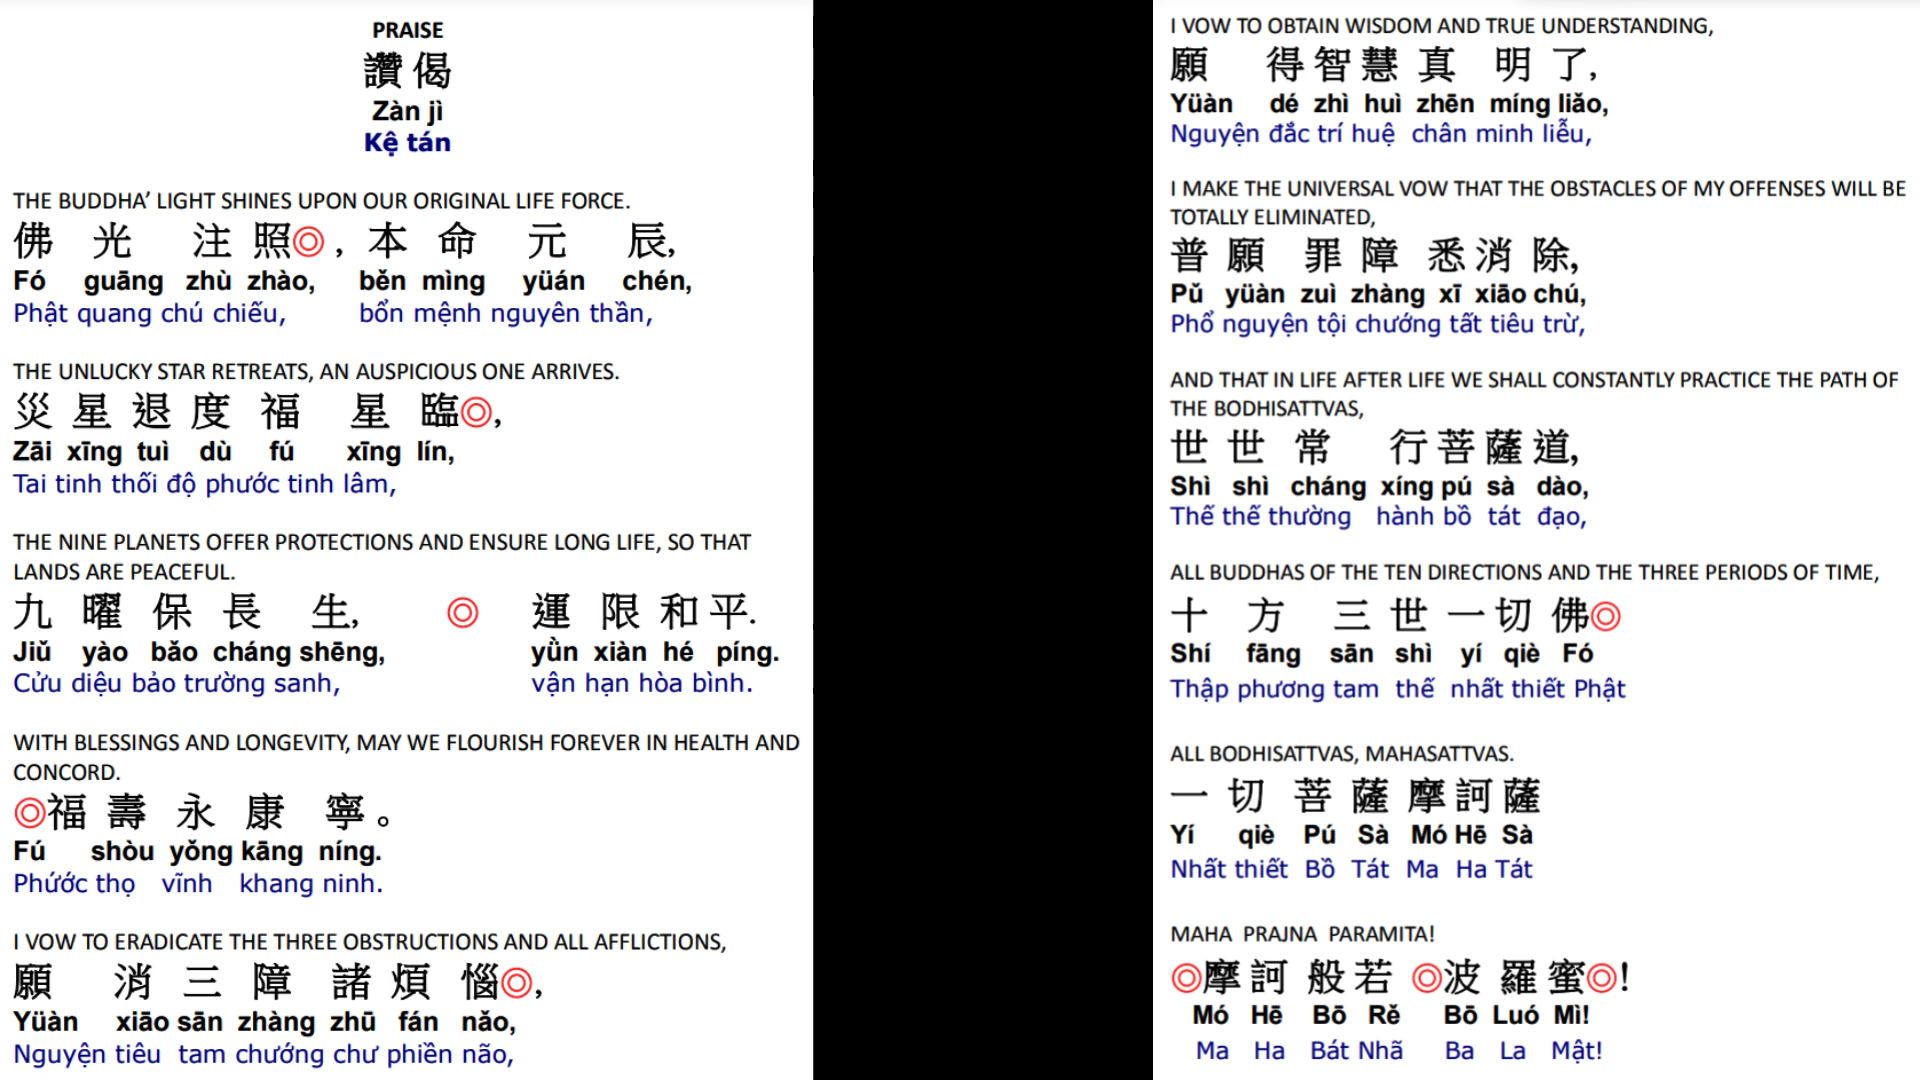 PRAISE
讚偈
Zàn jì
Kệ tán
THE BUDDHA’ LIGHT SHINES UPON OUR ORIGINAL LIFE FORCE.
佛 光 注 照◎, 本 命 元 辰,
Fó guāng zhù zhào, běn mìng yüán chén,
Phật quang chú chiếu, bổn mệnh nguyên thần,
THE UNLUCKY STAR RETREATS, AN AUSPICIOUS ONE ARRIVES.
災 星 退 度 福 星 臨◎,
Zāi xīng tuì dù fú xīng lín,
Tai tinh thối độ phước tinh lâm,
THE NINE PLANETS OFFER PROTECTIONS AND ENSURE LONG LIFE, SO THAT
LANDS ARE PEACEFUL.
九 曜 保 長 生, ◎ 運 限 和 平.
Jiǔ yào bǎo cháng shēng, yǜn xiàn hé píng.
Cửu diệu bảo trường sanh, vận hạn hòa bình.
WITH BLESSINGS AND LONGEVITY, MAY WE FLOURISH FOREVER IN HEALTH AND
CONCORD.
◎福 壽 永 康 寧。
Fú shòu yǒng kāng níng.
Phứớc thọ vĩnh khang ninh.
I VOW TO ERADICATE THE THREE OBSTRUCTIONS AND ALL AFFLICTIONS,
願 消 三 障 諸 煩 惱◎,
Yüàn xiāo sān zhàng zhū fán nǎo,
Nguyện tiêu tam chướng chư phiền não,
I VOW TO OBTAIN WISDOM AND TRUE UNDERSTANDING,
願 得 智 慧 真 明 了,
Yüàn dé zhì huì zhēn míng liǎo,
Nguyện đắc trí huệ chân minh liễu,
I MAKE THE UNIVERSAL VOW THAT THE OBSTACLES OF MY OFFENSES WILL BE
TOTALLY ELIMINATED,
普 願 罪 障 悉 消 除,
Pǔ yüàn zuì zhàng xī xiāo chú,
Phổ nguyện tội chướng tất tiêu trừ,
AND THAT IN LIFE AFTER LIFE WE SHALL CONSTANTLY PRACTICE THE PATH OF
THE BODHISATTVAS,
世 世 常 行 菩 薩 道,
Shì shì cháng xíng pú sà dào,
Thế thế thường hành bồ tát đạo,
ALL BUDDHAS OF THE TEN DIRECTIONS AND THE THREE PERIODS OF TIME,
十 方 三 世 一 切 佛◎
Shí fāng sān shì yí qiè Fó
Thập phương tam thế nhất thiết Phật
ALL BODHISATTVAS, MAHASATTVAS.
一 切 菩 薩 摩 訶 薩
Yí qiè Pú Sà Mó Hē Sà
Nhất thiết Bồ Tát Ma Ha Tát
MAHA PRAJNA PARAMITA!
◎摩 訶 般 若 ◎波 羅 蜜◎!
Mó Hē Bō Rě Bō Luó Mì!
Ma Ha Bát Nhã Ba La Mật!